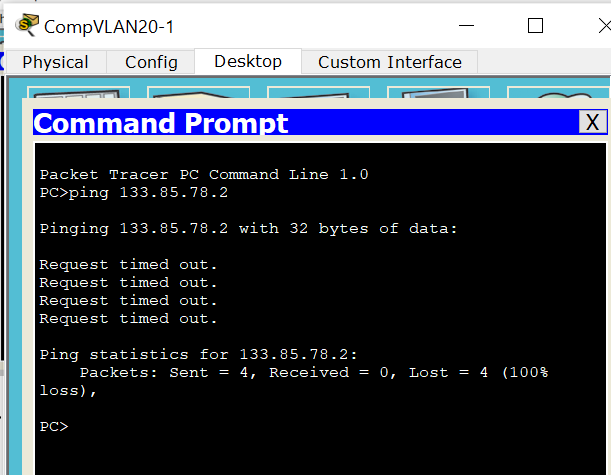 CompVLAN20-1
Physical Config Desktop Custom Interface
Command Prompt X
Packet Tracer PC Command Line 1.0
PC>ping 133.85.78.2
Pinging 133.85.78.2 with 32 bytes of data:
Request timed out.
Request timed out.
Request timed out.
Request timed out.
Ping statistics for 133.85.78.2:
Packets: Sent = 4, Received = 0, Lost = 4 (100%
loss),
PC>